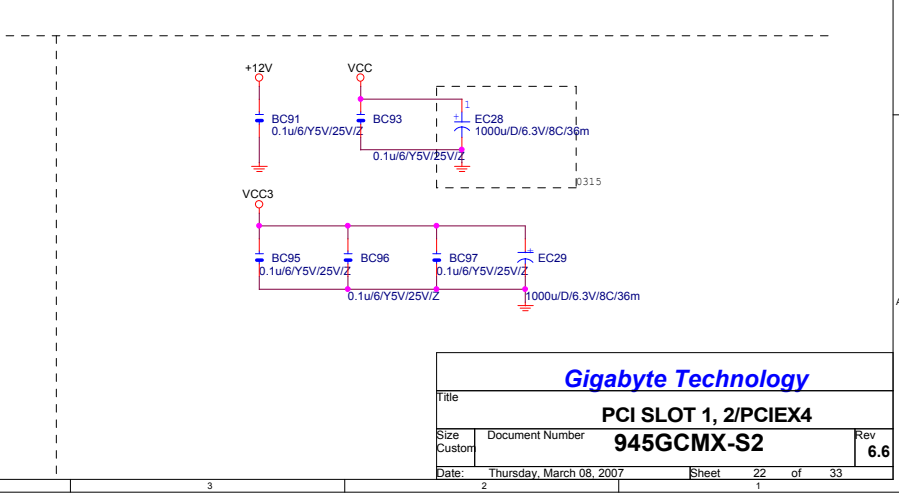 +12V
VCC
BC91
0.1u/6/Y5V/25V/Z
BC93
0.1u/6/Y5V/25V/Z
1
+
EC28
1000u/D/6.3V/8C/36m
0315
VCC3
BC95
0.1u/6/Y5V/25V/Z
BC96
0.1u/6/Y5V/25V/Z
BC97
0.1u/6/Y5V/25V/Z
+
EC29
1000u/D/6.3V/8C/36m
A
Gigabyte Technology
Title
PCI SLOT 1, 2/PCIEX4
Size
Custom
Document Number
945GCMX-S2
Rev
6.6
Date: Thursday, March 08, 2007 Sheet 22 of 33
3 2 1